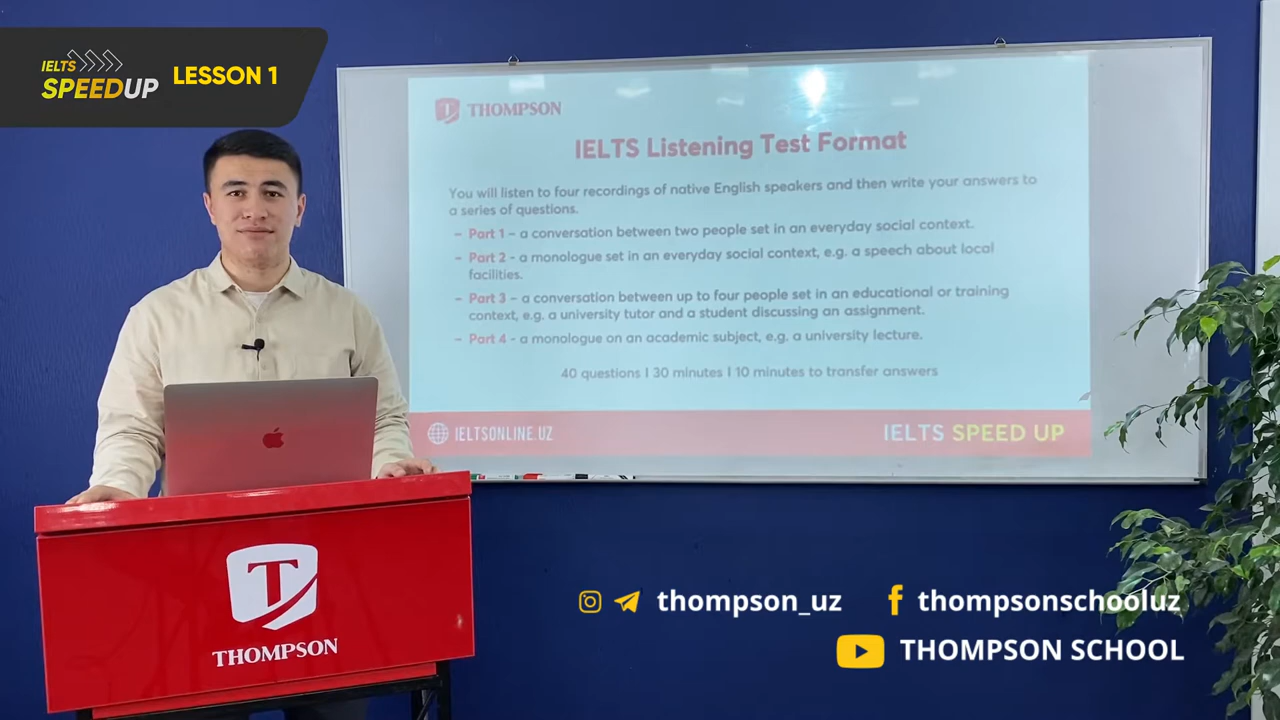 IELTS
SPEEDUP
LESSON 1
T THOMPSON
IELTS Listening Test Format
You will listen to four recordings of native English speakers and then write your answers to
a series of questions.
– Part 1 – a conversation between two people set in an everyday social context.
– Part 2 - a monologue set in an everyday social context, e.g. a speech about local
facilities.
– Part 3 – a conversation between up to four people set in an educational or training
context, e.g. a university tutor and a student discussing an assignment.
– Part 4 - a monologue on an academic subject, e.g. a university lecture.
40 questions I 30 minutes I 10 minutes to transfer answers
IELTSONLINE.UZ
IELTS SPEED UP
T
THOMPSON
thompson_uz
thompsonschooluz
THOMPSON SCHOOL